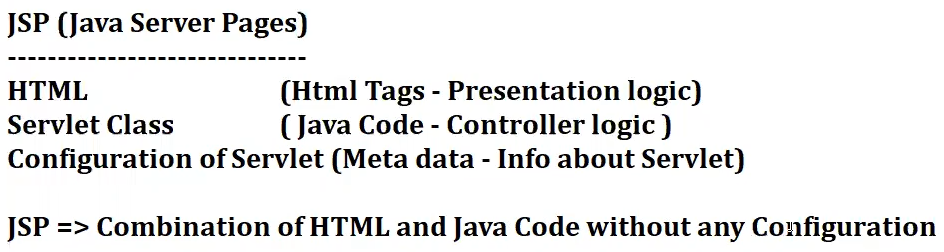 JSP (Java Server Pages)
------------------------------
HTML (Html Tags - Presentation logic)
Servlet Class ( Java Code - Controller logic )
Configuration of Servlet (Meta data - Info about Servlet)
JSP => Combination of HTML and Java Code without any Configuration